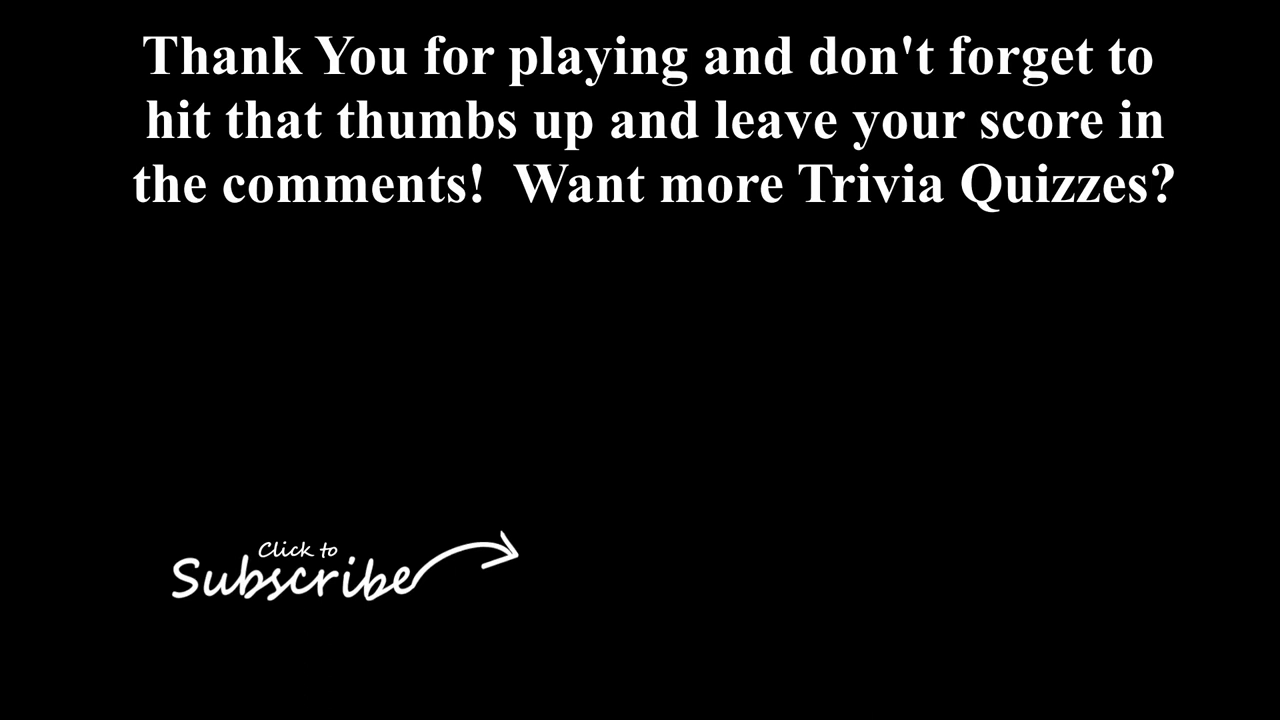 Thank You for playing and don't forget to
hit that thumbs up and leave your score in
the comments!  Want more Trivia Quizzes?
Click to
Subscribe